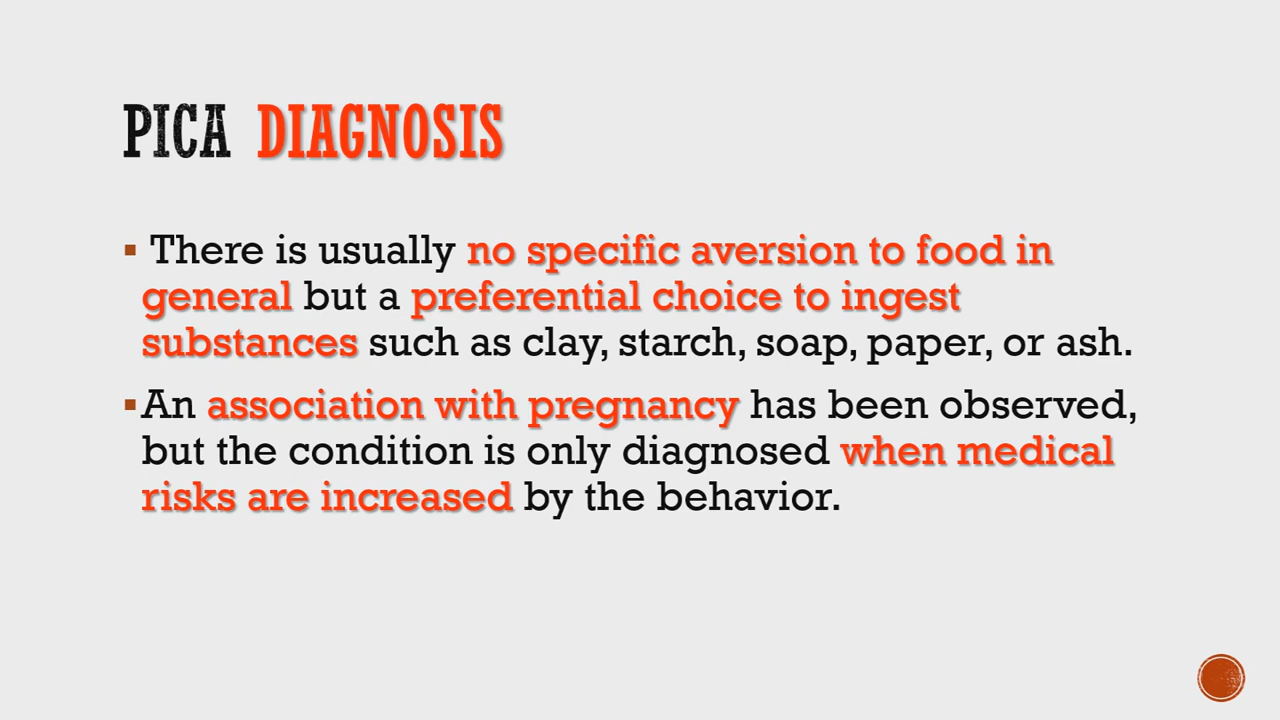 PICA DIAGNOSIS
▪ There is usually no specific aversion to food in
general but a preferential choice to ingest
substances such as clay, starch, soap, paper, or ash.
▪An association with pregnancy has been observed,
but the condition is only diagnosed when medical
risks are increased by the behavior.